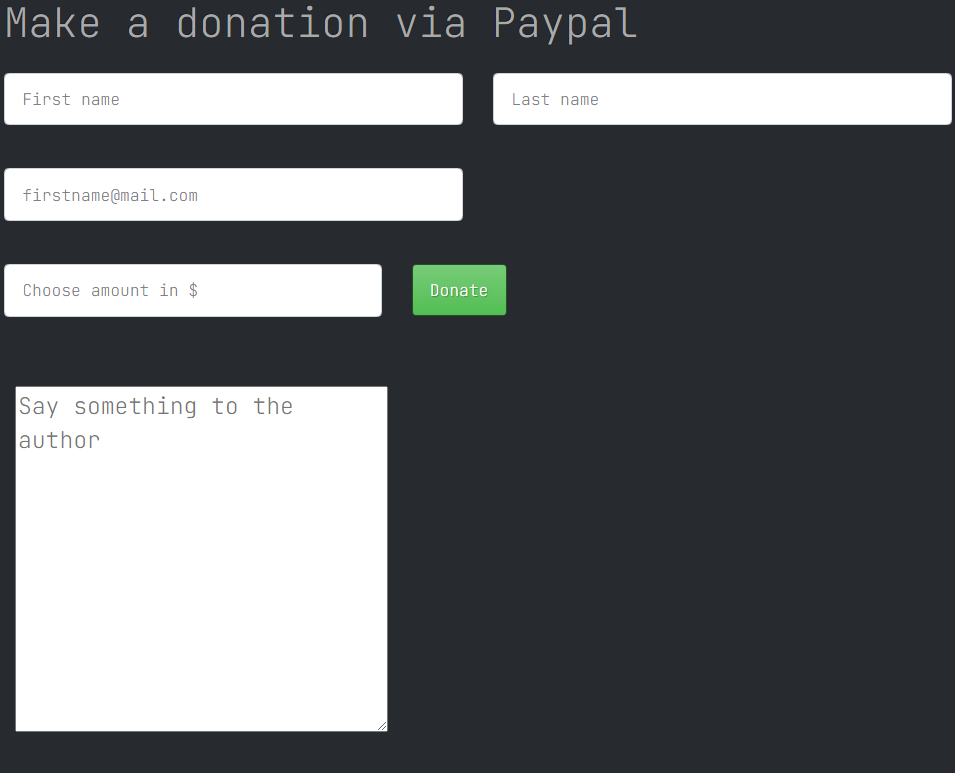 Make a donation via Paypal
First name
Last name
firstname@mail.com
Choose amount in $
Donate
Say something to the
author